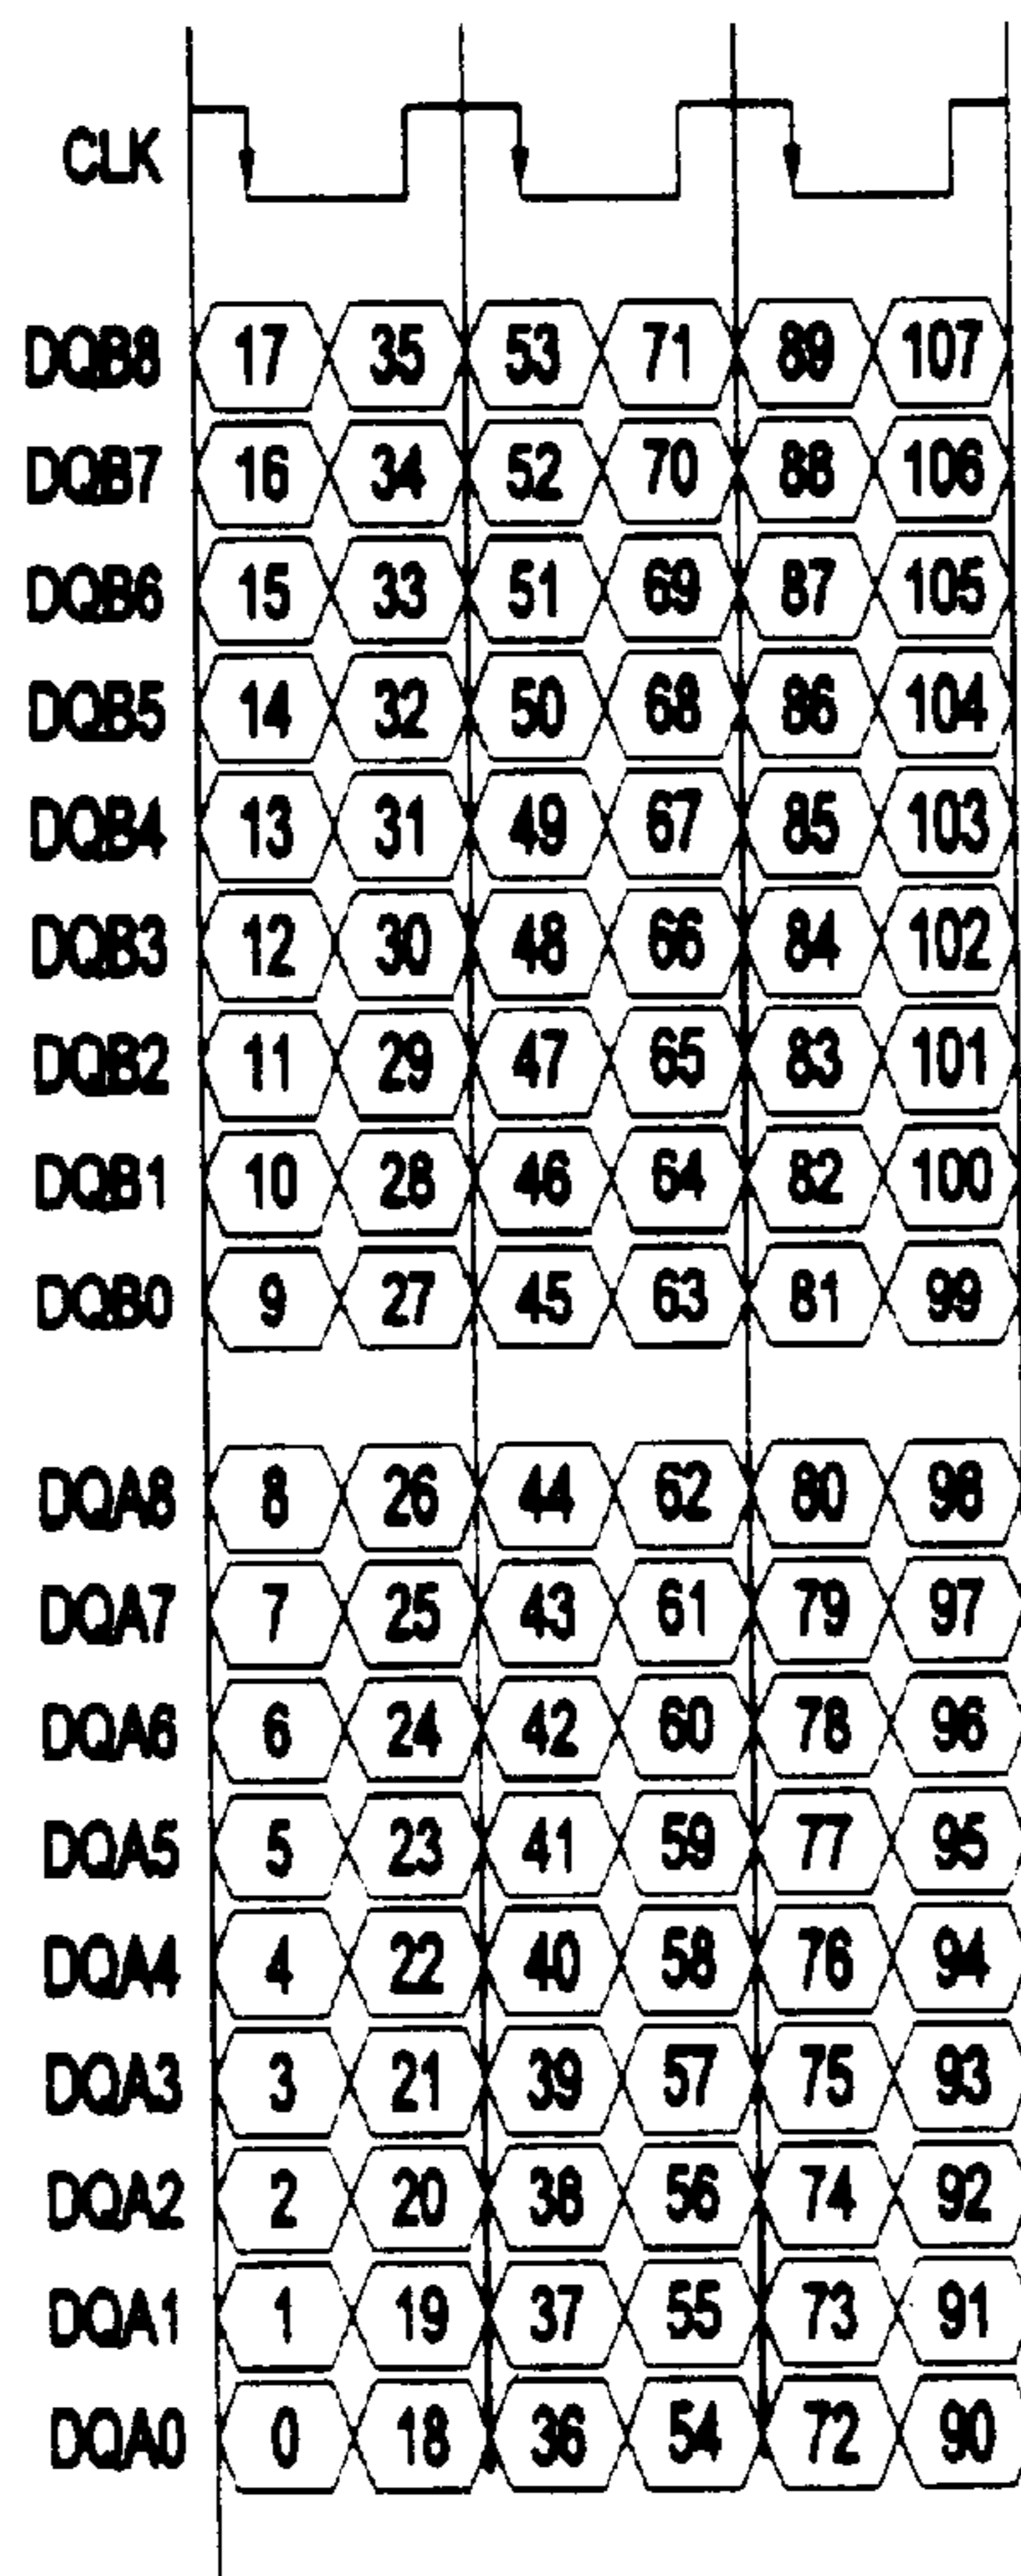 CLK
DQB8 17 35 53 71 89 107
DQB7 16 34 52 70 88 106
DQB6 15 33 51 69 87 105
DQB5 14 32 50 68 86 104
DQB4 13 31 49 67 85 103
DQB3 12 30 48 66 84 102
DQB2 11 29 47 65 83 101
DQB1 10 28 46 64 82 100
DQB0 9 27 45 63 81 99
DQA8 8 26 44 62 80 98
DQA7 7 25 43 61 79 97
DQA6 6 24 42 60 78 96
DQA5 5 23 41 59 77 95
DQA4 4 22 40 58 76 94
DQA3 3 21 39 57 75 93
DQA2 2 20 38 56 74 92
DQA1 1 19 37 55 73 91
DQA0 0 18 36 54 72 90